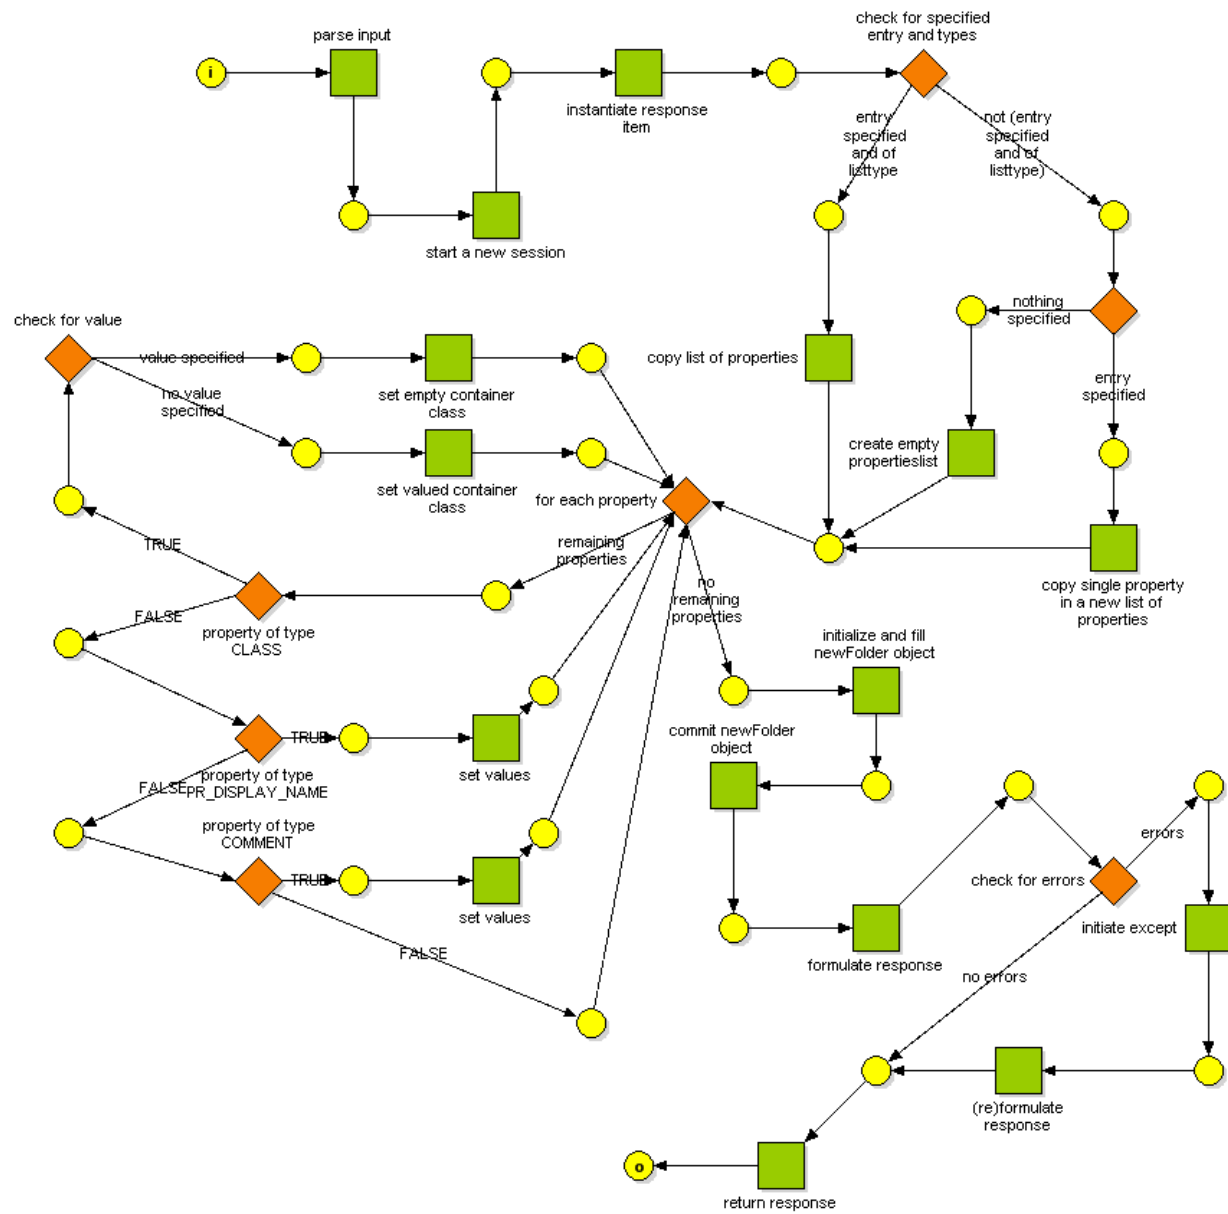 check for specified
entry and types
parse input
i
instantiate response
item
entry
specified
and of
listtype
not (entry
specified
and of
listtype)
start a new session
nothing
specified
check for value
value specified
copy list of properties
entry
specified
no value
specified
set empty container
class
create empty
propertieslist
set valued container
class
for each property
TRUE
remaining
properties
no
remaining
properties
copy single property
in a new list of
properties
FALSE
property of type
CLASS
initialize and fill
newFolder object
commit newFolder
object
TRUE
set values
property of type
PR_DISPLAY_NAME
FALSE
property of type
COMMENT
TRUE
set values
errors
check for errors
initiate except
FALSE
formulate response
no errors
(re)formulate
response
o
return response